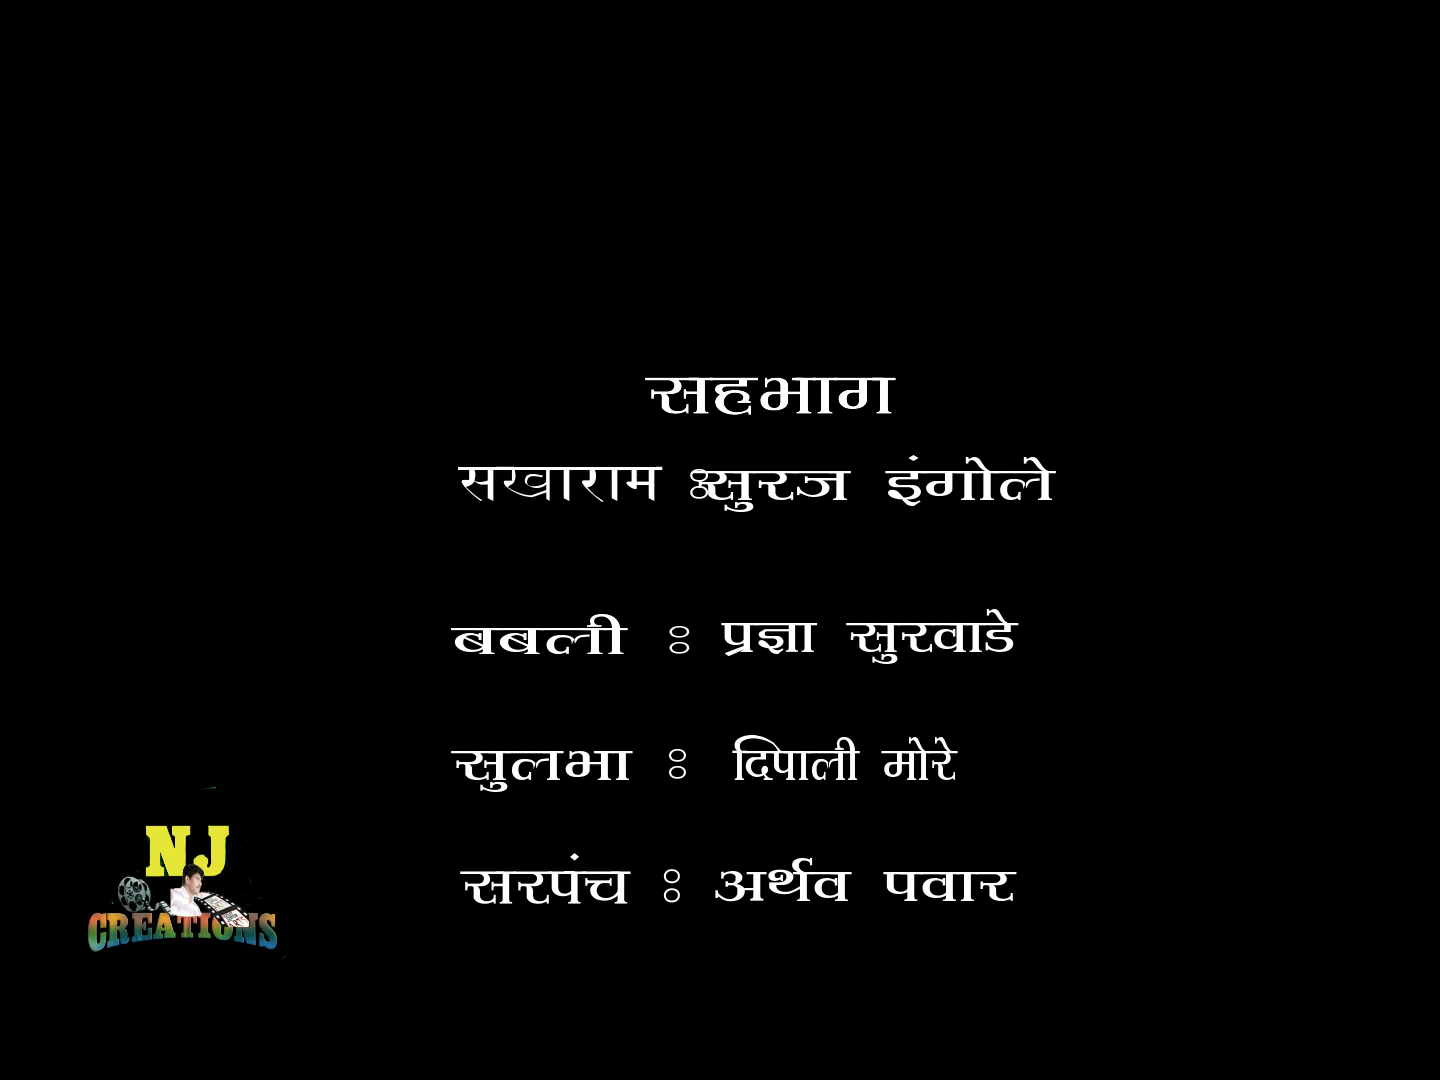 सहभाग
सखाराम : सुरज इंगोले
बबली : प्रज्ञा सुरवाडे
सुलभा : दिपाली मोरे
सरपंच : अर्थव पवार
NJ
CREATIONS